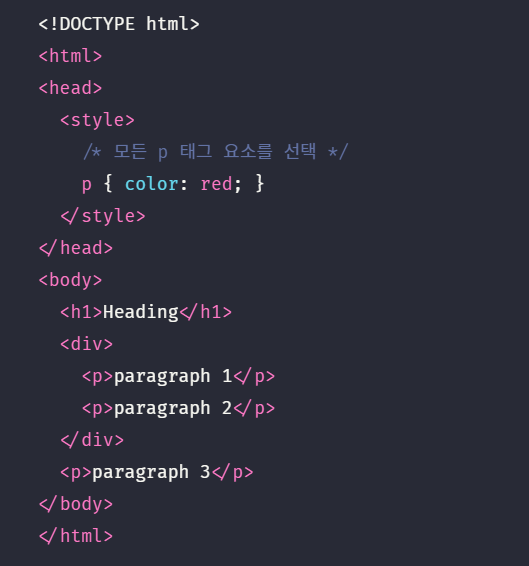 <!DOCTYPE html>
<html>
<head>
  <style>
    /* 모든 p 태그 요소를 선택 */
    p { color: red; }
  </style>
</head>
<body>
  <h1>Heading</h1>
  <div>
    <p>paragraph 1</p>
    <p>paragraph 2</p>
  </div>
  <p>paragraph 3</p>
</body>
</html>